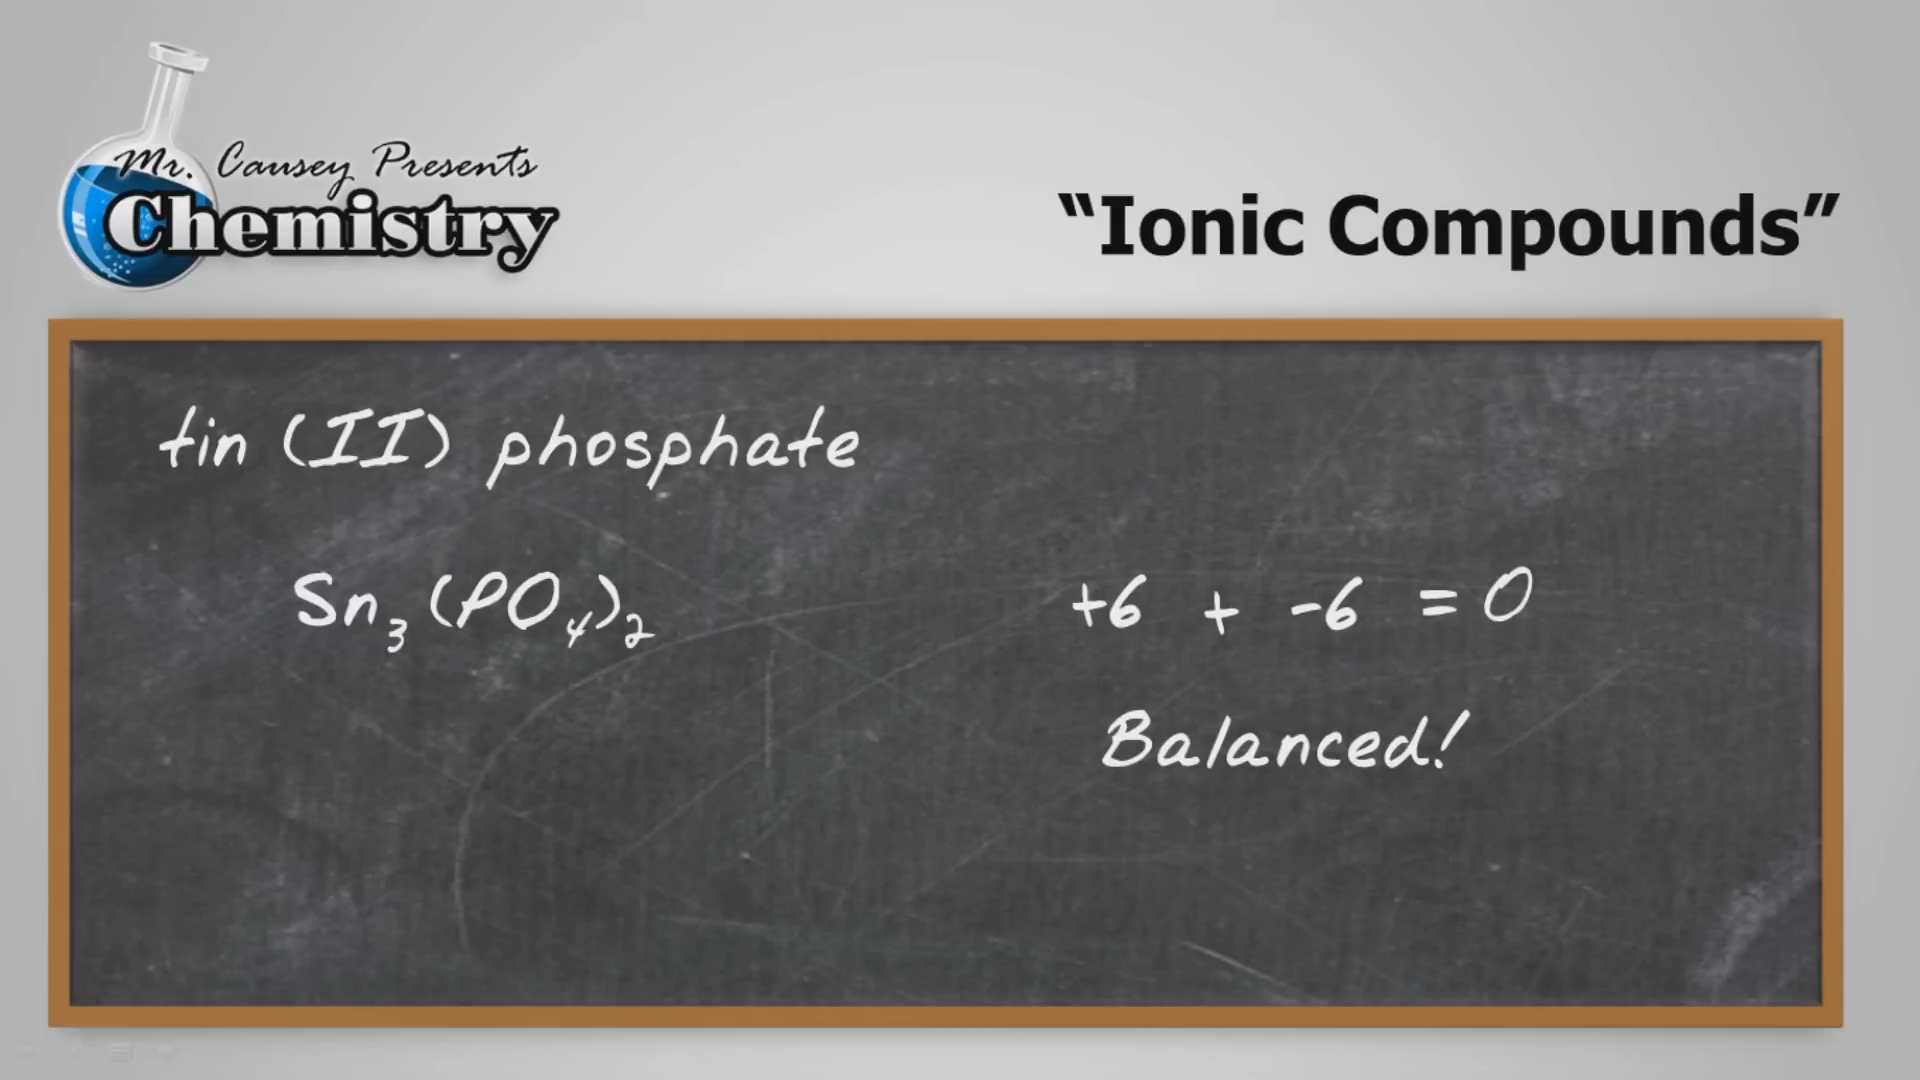 Mr. Causey Presents
Chemistry
“Ionic Compounds”
tin (II) phosphate
Sn₃(PO₄)₂ +6 + -6 = 0
Balanced!